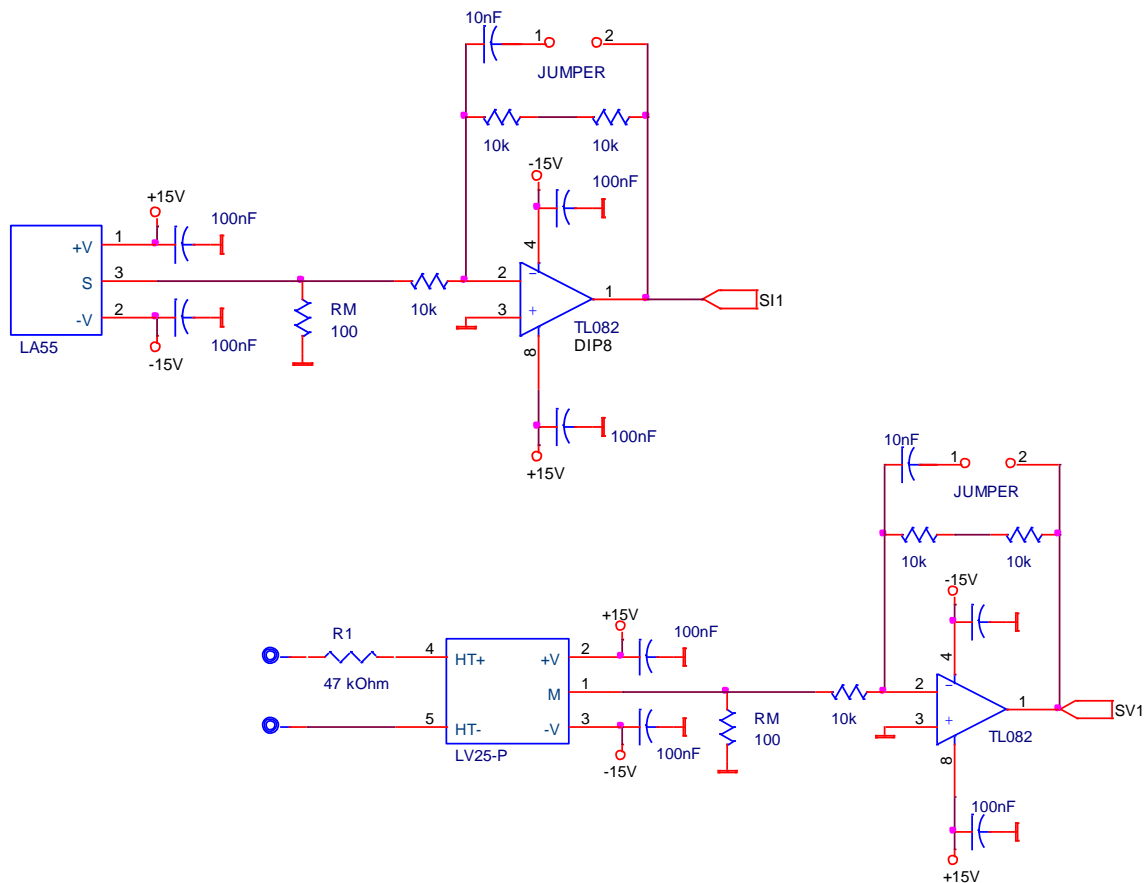 10nF
1
2
JUMPER
10k
10k
-15V
100nF
+15V
100nF
4
+V
1
S
3
10k
2
−
-V
2
RM
100
3
+
1
SI1
TL082
DIP8
LA55
-15V
100nF
8
100nF
+15V
10nF
1
2
JUMPER
10k
10k
-15V
+15V
R1
100nF
4
HT+
+V
2
4
47 kOhm
M
1
10k
2
−
5
HT-
-V
3
RM
100
3
+
1
SV1
LV25-P
100nF
TL082
-15V
8
100nF
+15V